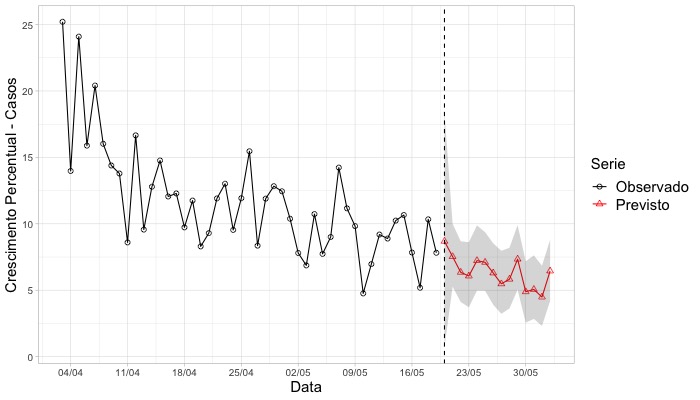 25
20
15
10
5
0
Crescimento Percentual - Casos
04/04 11/04 18/04 25/04 02/05 09/05 16/05 23/05 30/05
Data
Serie
Observado
Previsto